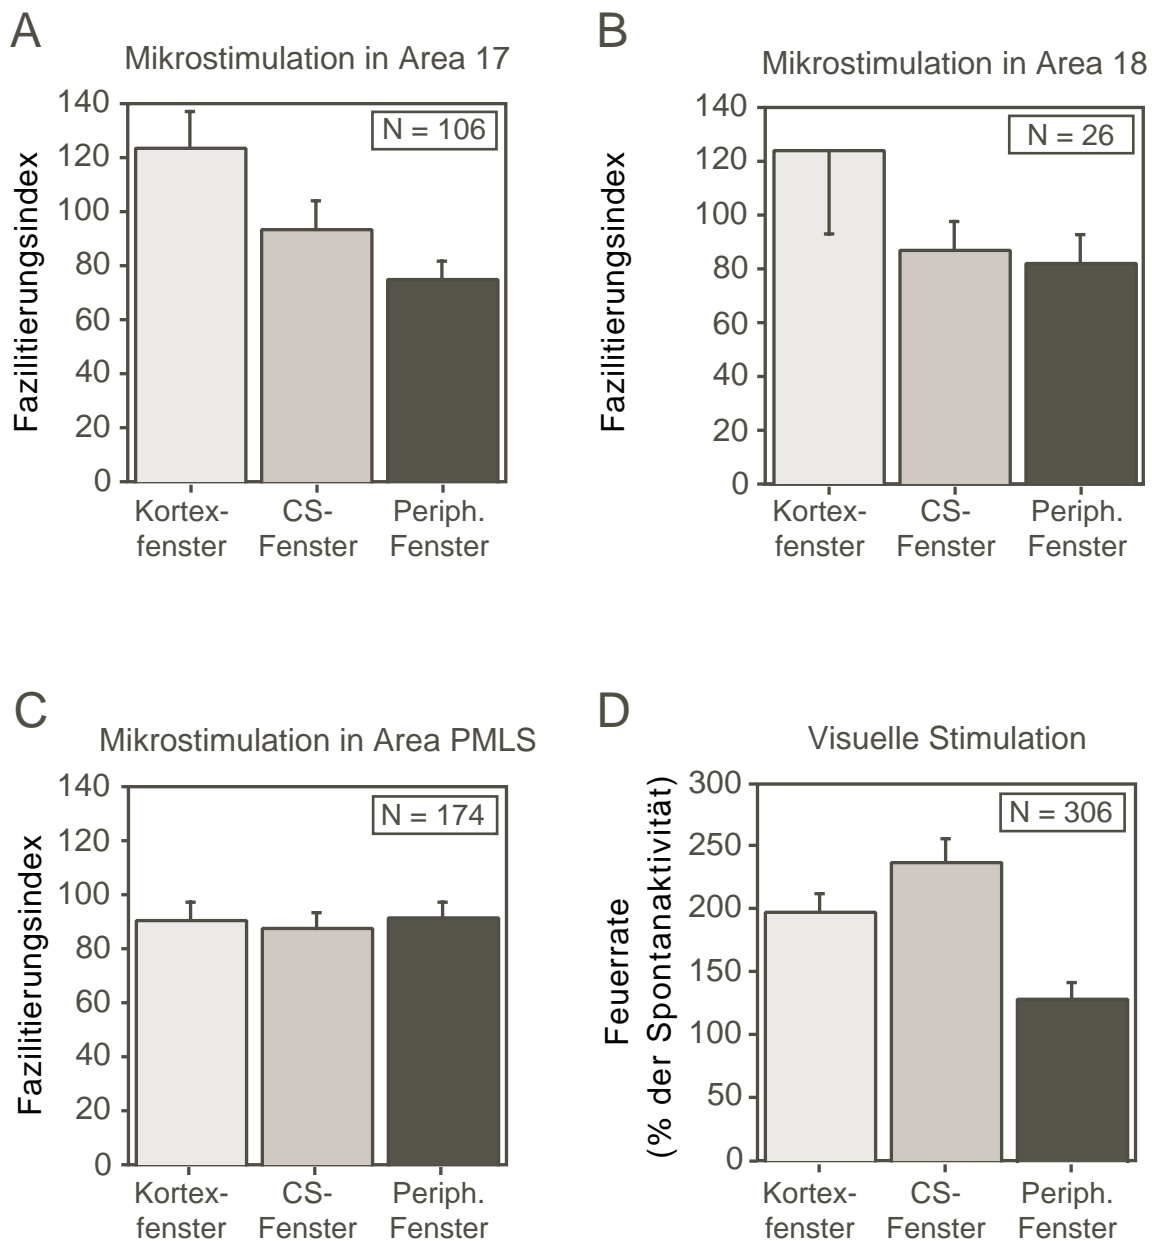 A
Mikrostimulation in Area 17
N = 106
Fazilitierungsindex
140
120
100
80
60
40
20
0
Kortex-
fenster
CS-
Fenster
Periph.
Fenster
B
Mikrostimulation in Area 18
N = 26
Fazilitierungsindex
140
120
100
80
60
40
20
0
Kortex-
fenster
CS-
Fenster
Periph.
Fenster
C
Mikrostimulation in Area PMLS
N = 174
Fazilitierungsindex
140
120
100
80
60
40
20
0
Kortex-
fenster
CS-
Fenster
Periph.
Fenster
D
Visuelle Stimulation
N = 306
Feuerrate
(% der Spontanaktivität)
300
250
200
150
100
50
0
Kortex-
fenster
CS-
Fenster
Periph.
Fenster